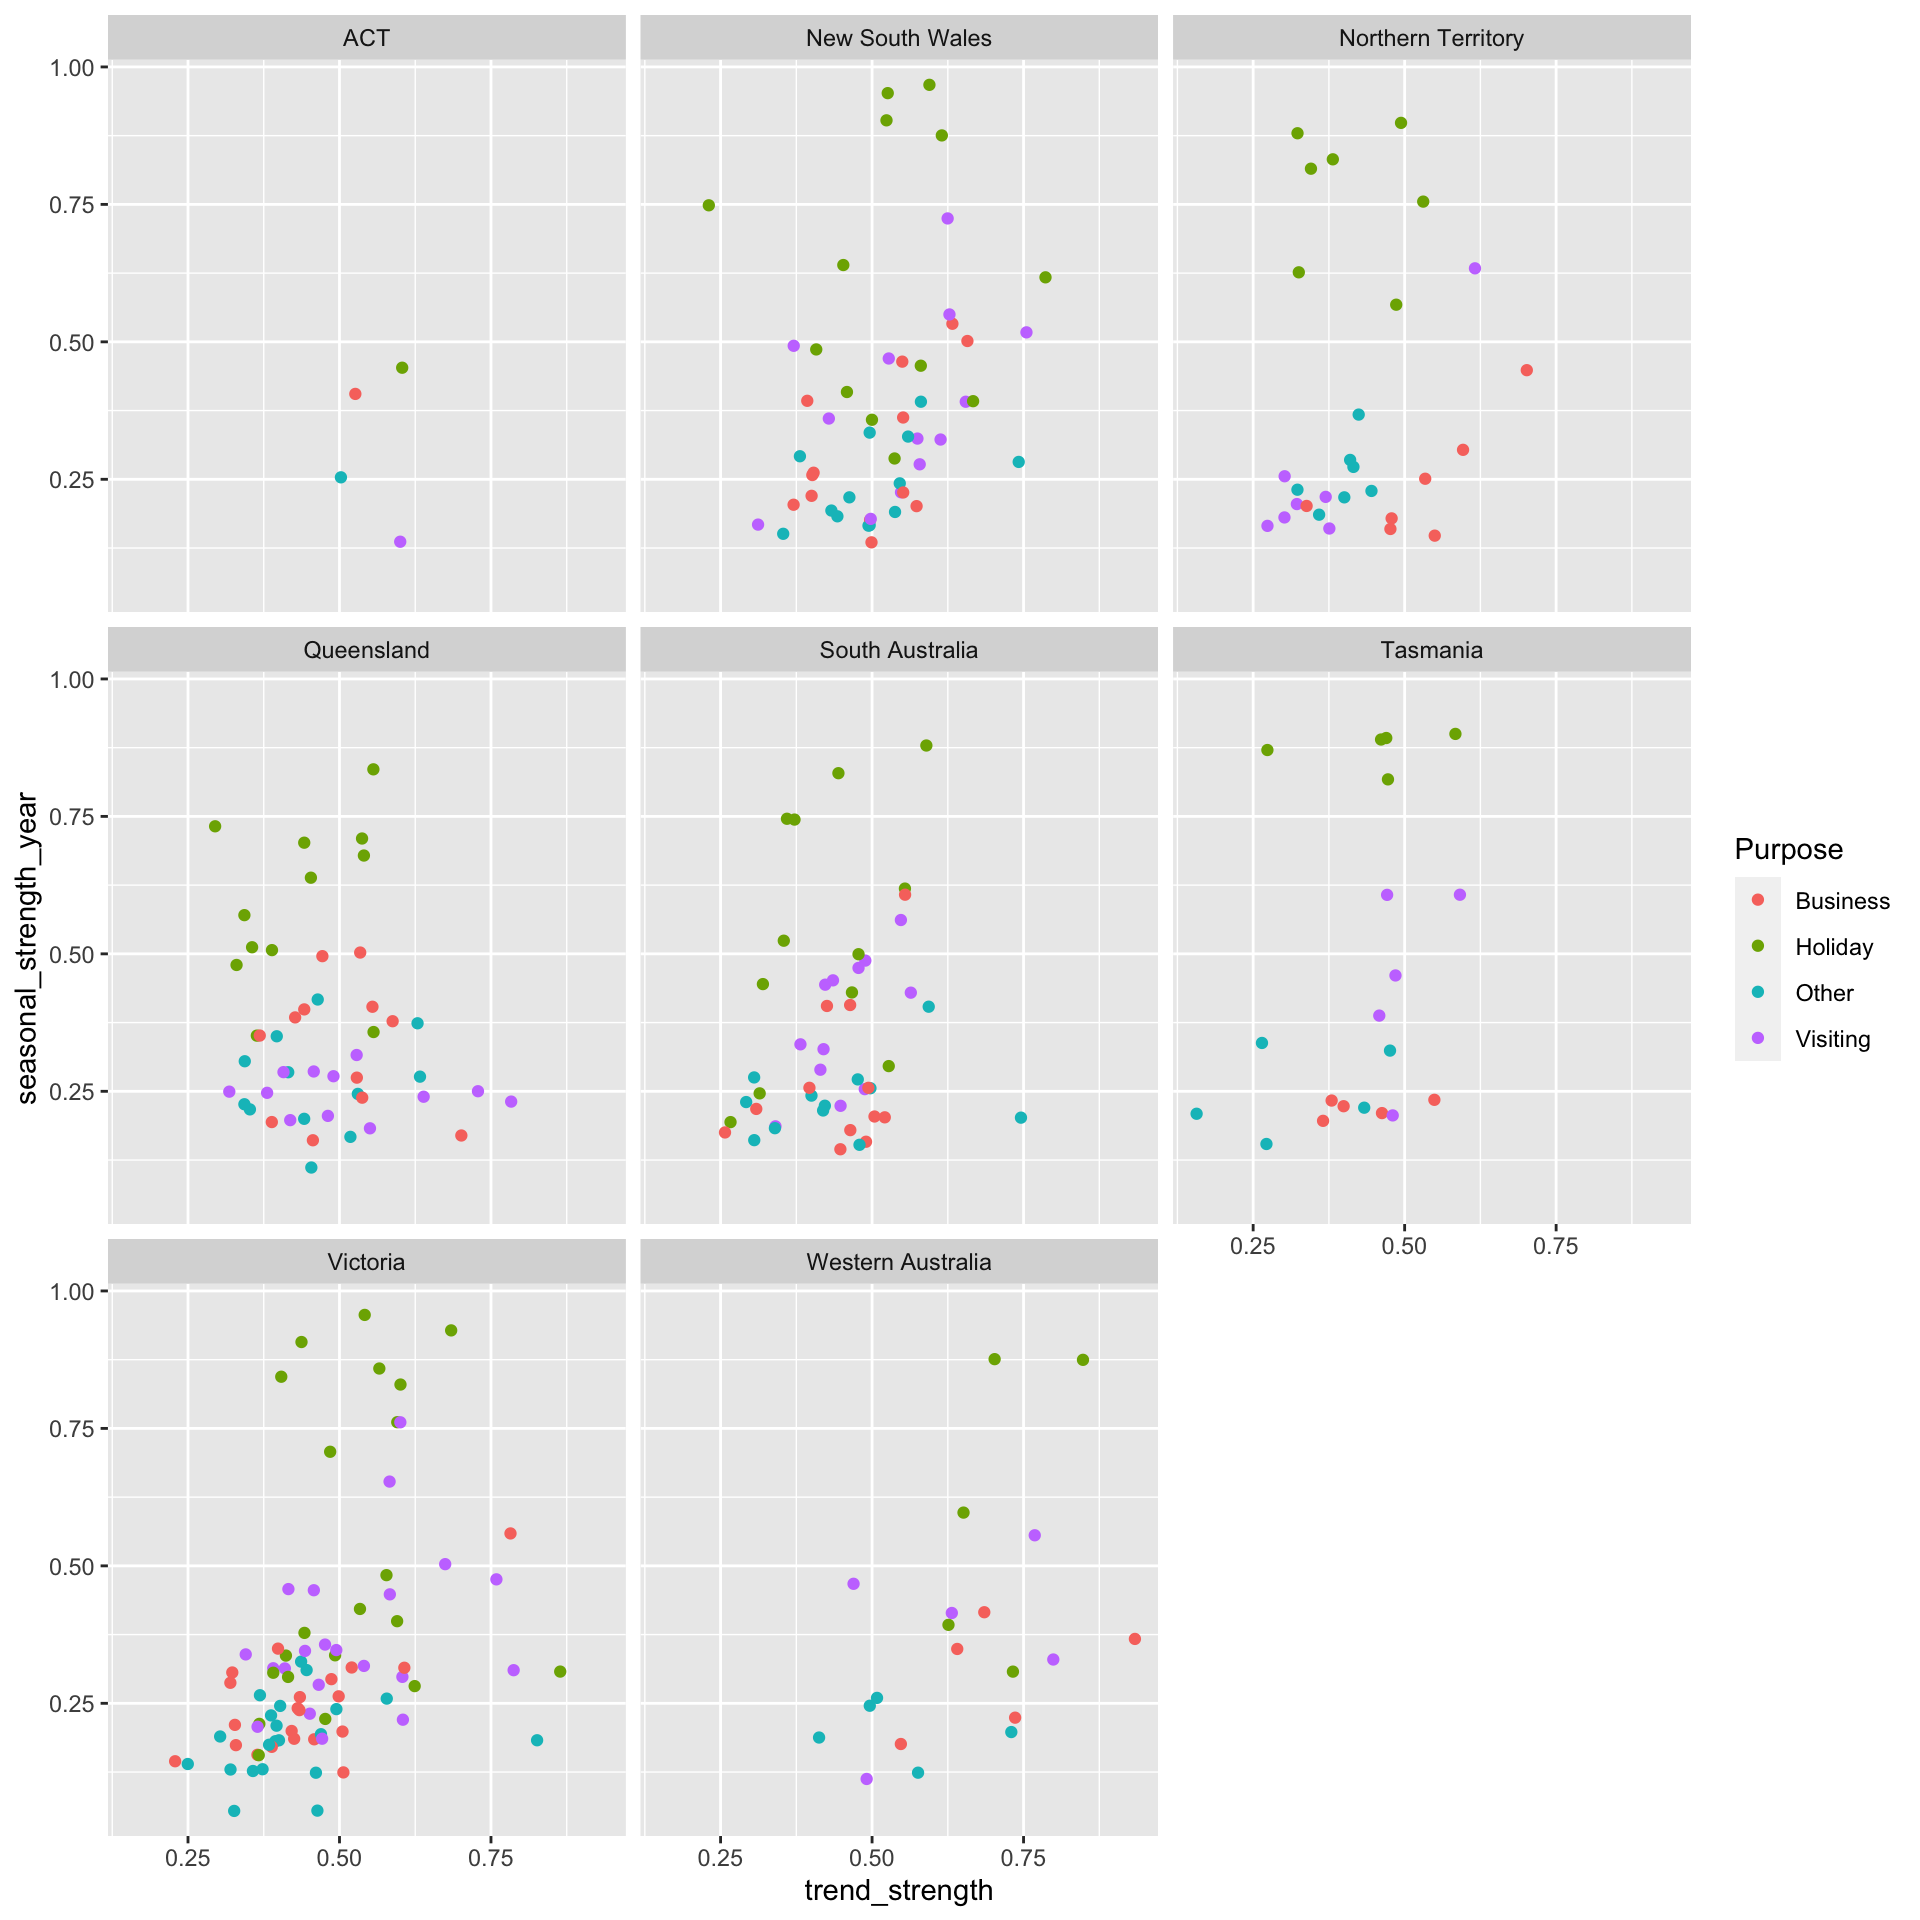 ACT
New South Wales
Northern Territory
1.00
0.75
0.50
0.25
Queensland
South Australia
Tasmania
1.00
0.75
0.50
0.25
0.25 0.50 0.75
Victoria
Western Australia
1.00
0.75
0.50
0.25
0.25 0.50 0.75
0.25 0.50 0.75
trend_strength
seasonal_strength_year
Purpose
Business
Holiday
Other
Visiting